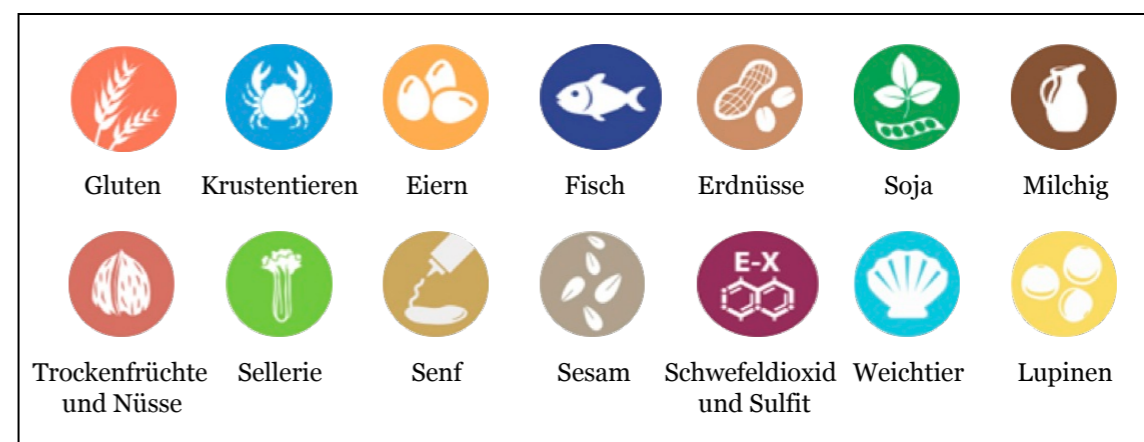 Gluten Krustentieren Eiern Fisch Erdnüsse Soja Milchig
E-X
Trockenfrüchte und Nüsse Sellerie Senf Sesam Schwefeldioxid und Sulfit Weichtier Lupinen